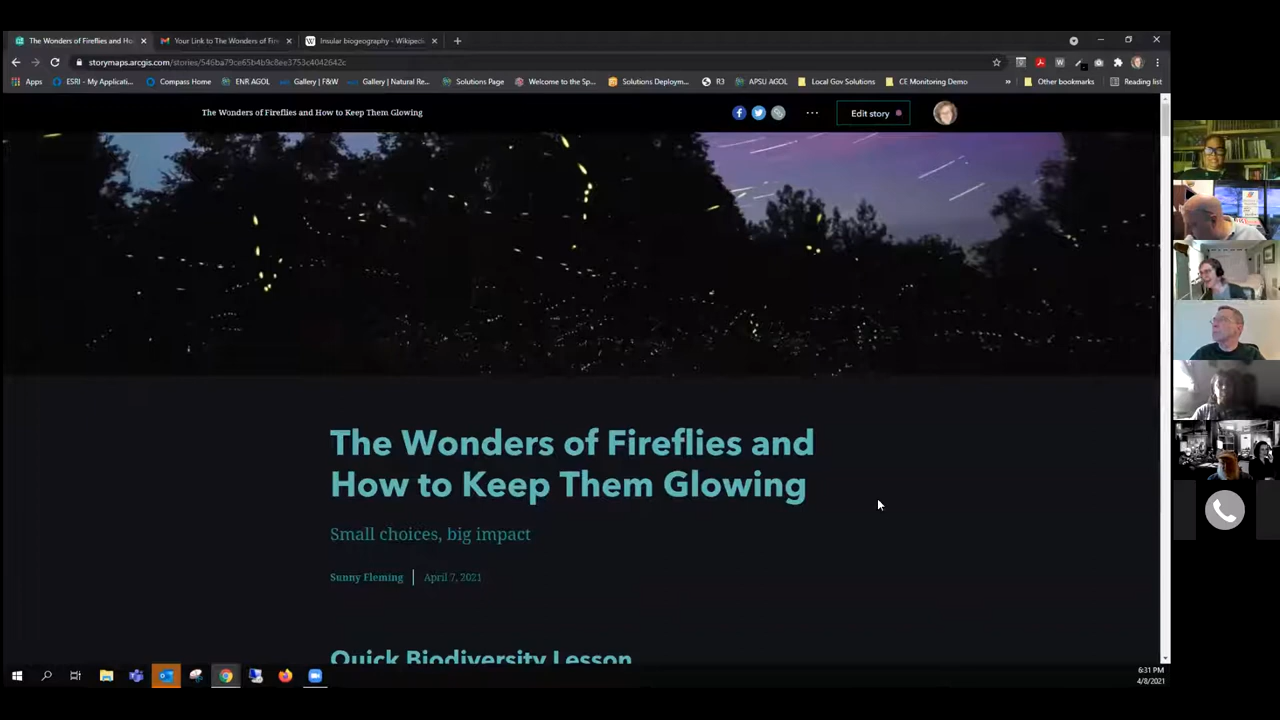 The Wonders of Fireflies and Ho
Your Link to The Wonders of Fir
Insular biogeography - Wikiped
storymaps.arcgis.com/stories/546ba79ce65b4b9c8ee3753c4042642c
Apps ESRI - My Applicati... Compass Home ENR AGOL Gallery | F&W Gallery | Natural Re... Solutions Page Welcome to the Sp... Solutions Deploym... R3 APSU AGOL Local Gov Solutions CE Monitoring Demo » Other bookmarks Reading list
The Wonders of Fireflies and How to Keep Them Glowing
Edit story
The Wonders of Fireflies and
How to Keep Them Glowing
Small choices, big impact
Sunny Fleming | April 7, 2021
Quick Biodiversity Lesson
6:31 PM
4/8/2021